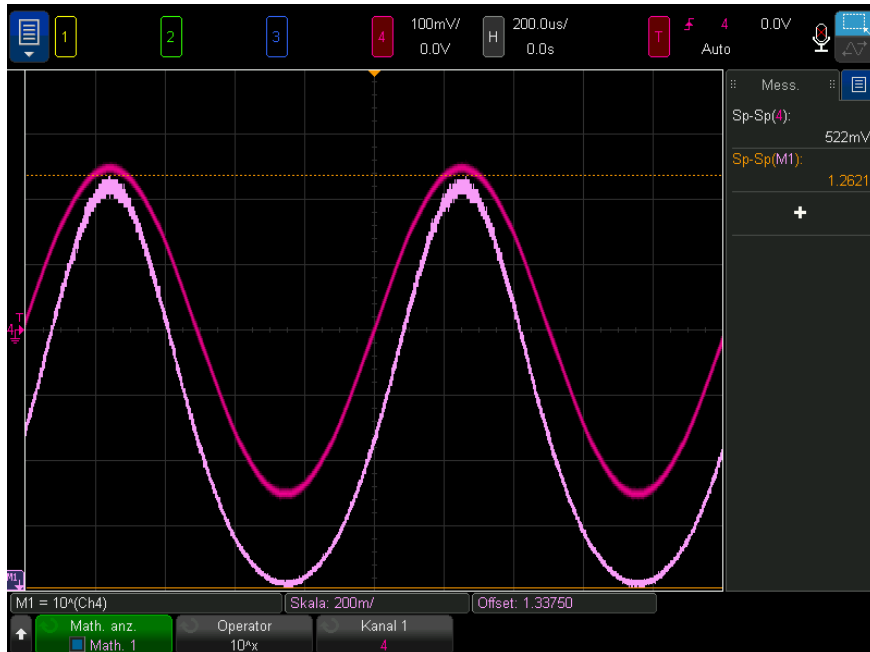 1 2 3 4 100mV/ H 200.0us/ T 4 0.0V
0.0V 0.0s Auto
Mess.
Sp-Sp(4):
522mV
Sp-Sp(M1):
1.2621
+
T
4
M1
M1 = 10^(Ch4) Skala: 200m/ Offset: 1.33750
Math. anz. Operator Kanal 1
Math. 1 10^x 4